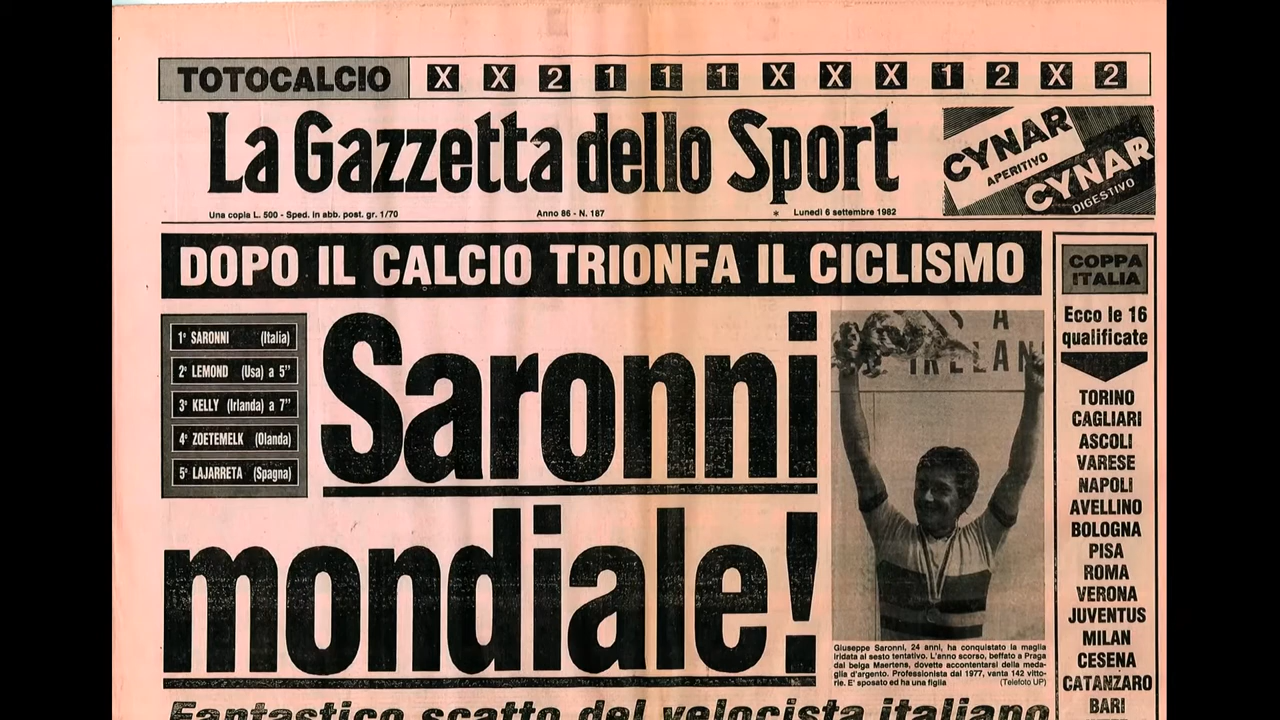 TOTOCALCIO X X 2 1 1 1 X X X 1 2 X 2
La Gazzetta dello Sport
CYNAR
APERITIVO
CYNAR
DIGESTIVO
Una copia L. 500 - Sped. in abb. post. gr. 1/70 Anno 86 - N. 187 * Lunedì 6 settembre 1982
DOPO IL CALCIO TRIONFA IL CICLISMO
1° SARONNI (Italia)
2° LEMOND (Usa) a 5"
3° KELLY (Irlanda) a 7"
4° ZOETEMELK (Olanda)
5° LAJARRETA (Spagna)
Saronni
mondiale!
S A
IRELAN
Giuseppe Saronni, 24 anni, ha conquistato la maglia
iridata al sesto tentativo. L'anno scorso, beffato a Praga
dal belga Maertens, dovette accontentarsi della meda-
glia d'argento. Professionista dal 1977, vanta 142 vitto-
rie. E' sposato ed ha una figlia (Telefoto UP)
Fantastico scatto del velocista italiano
COPPA
ITALIA
Ecco le 16
qualificate
TORINO
CAGLIARI
ASCOLI
VARESE
NAPOLI
AVELLINO
BOLOGNA
PISA
ROMA
VERONA
JUVENTUS
MILAN
CESENA
CATANZARO
BARI